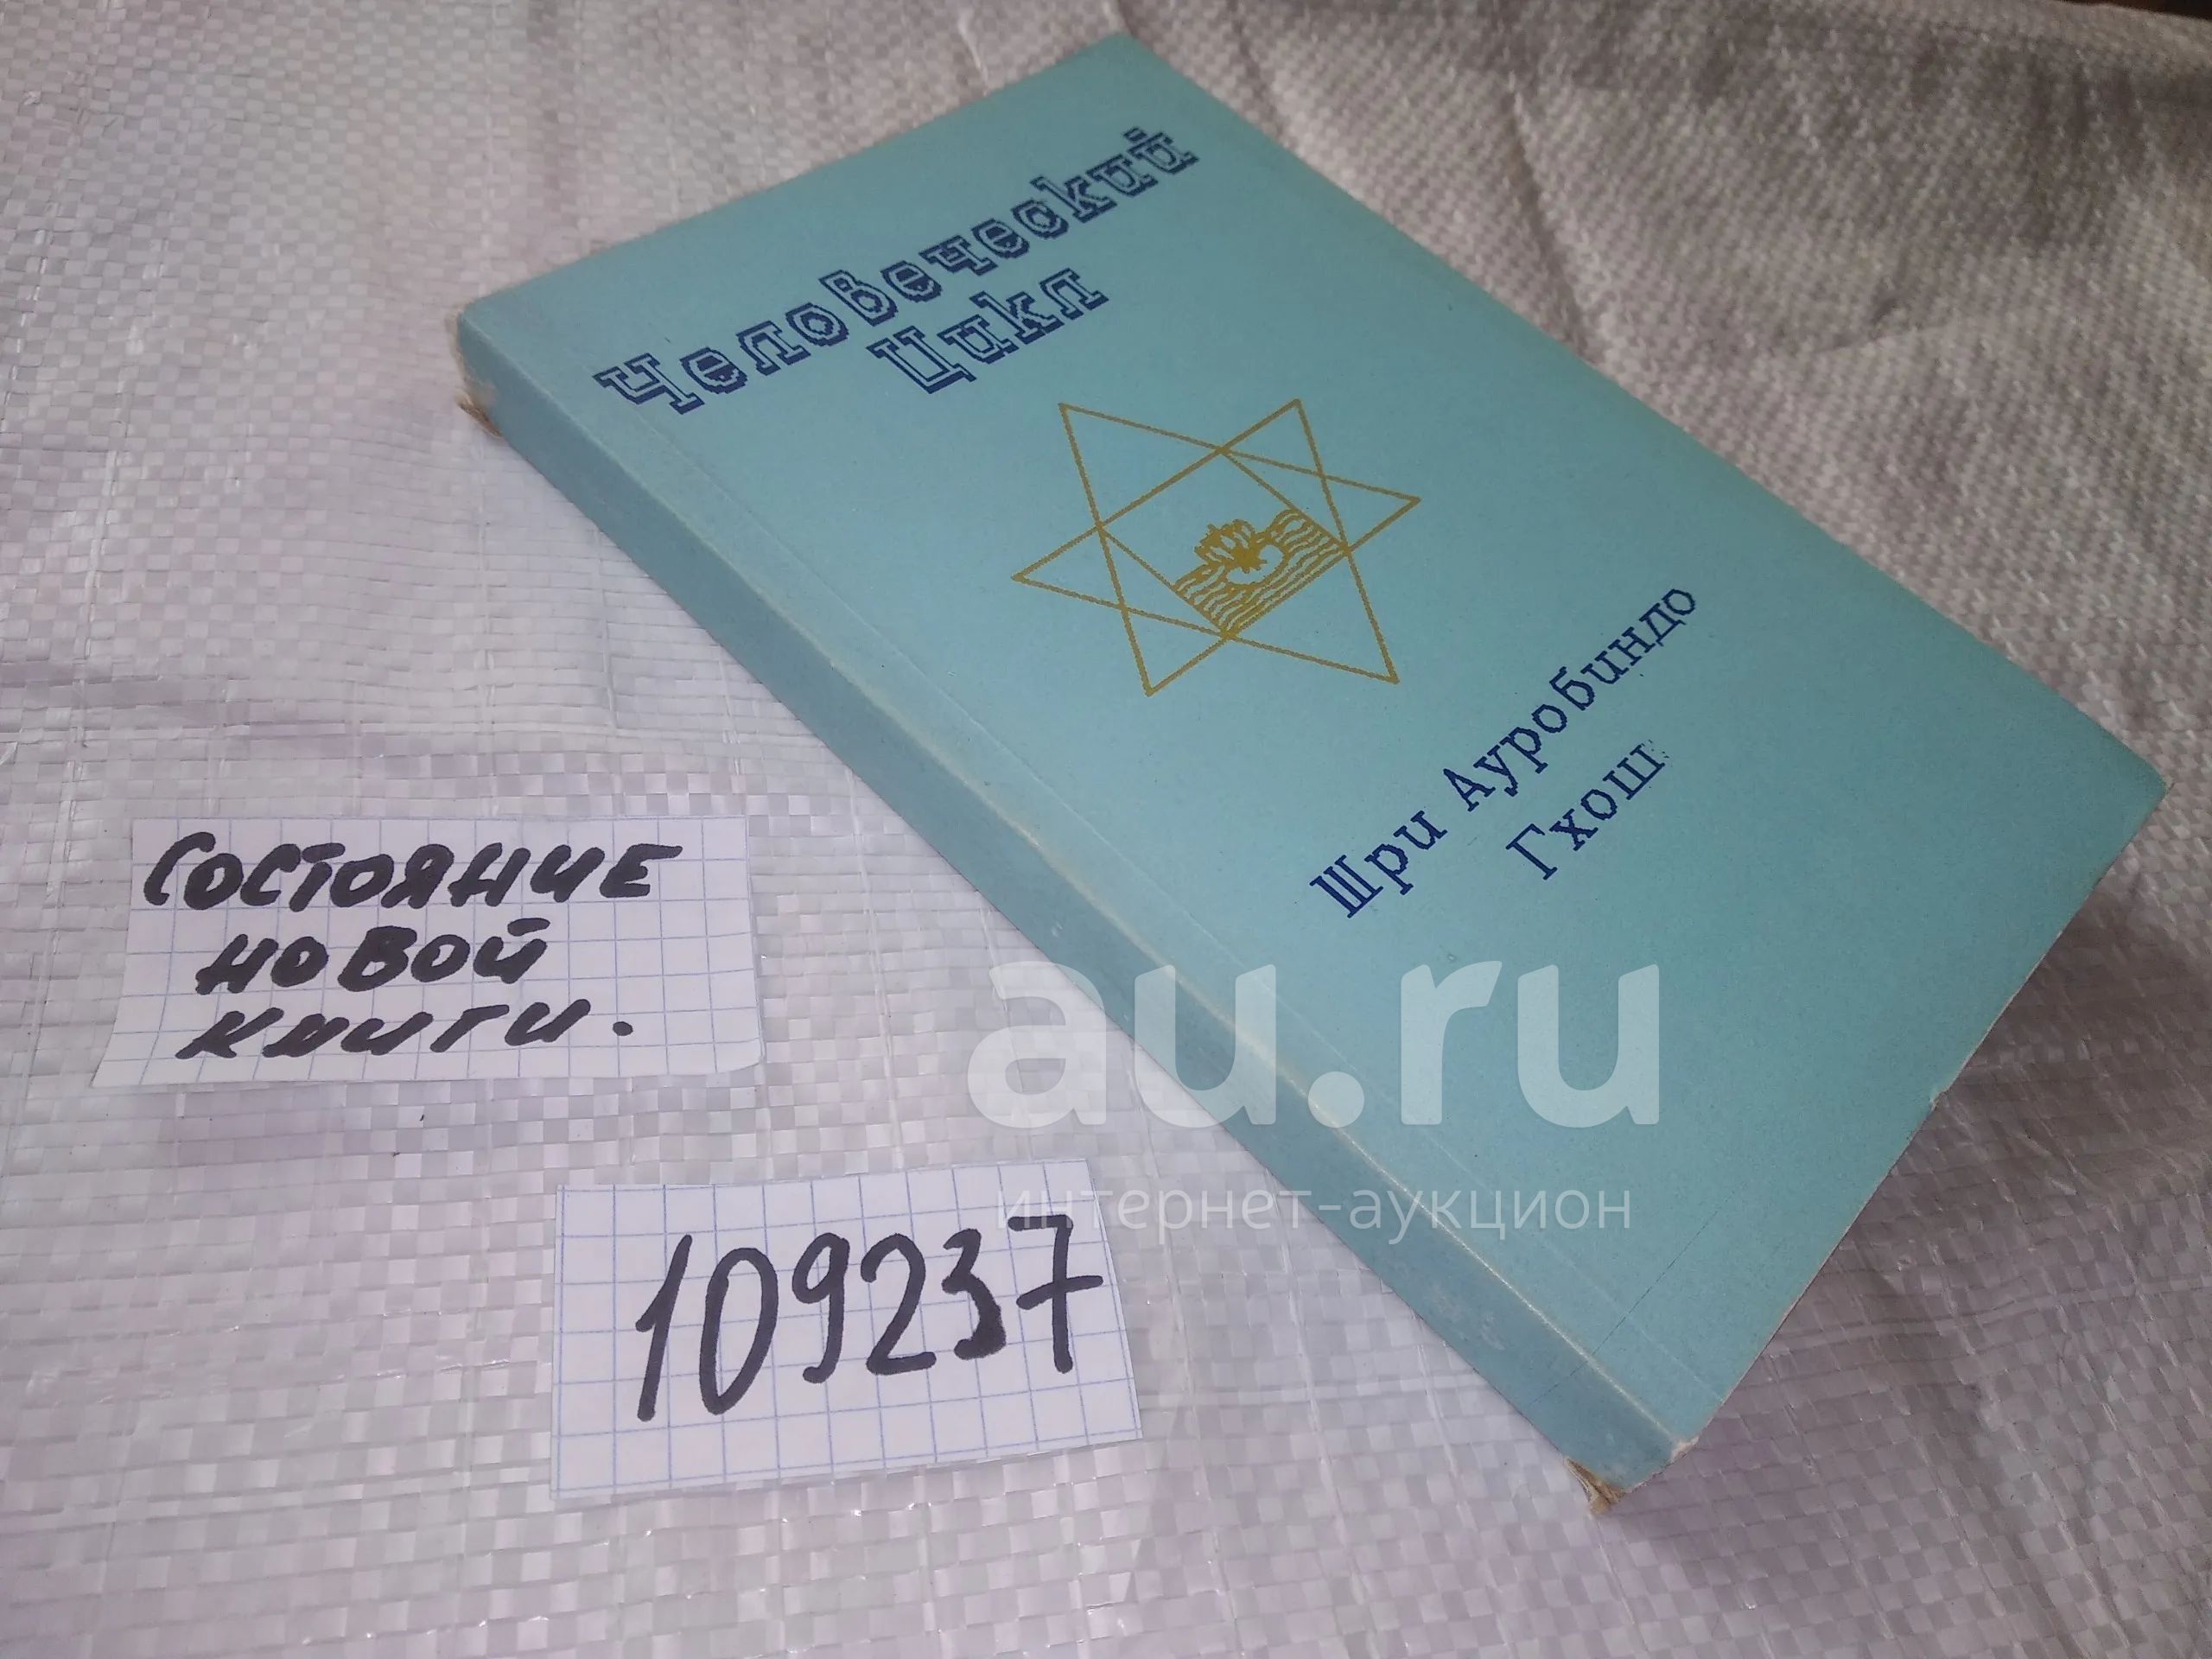 Человеческий
Цикл
Шри Ауробиндо
Гхош
Состояние
новой
книги.
109237
au.ru
интернет-аукцион